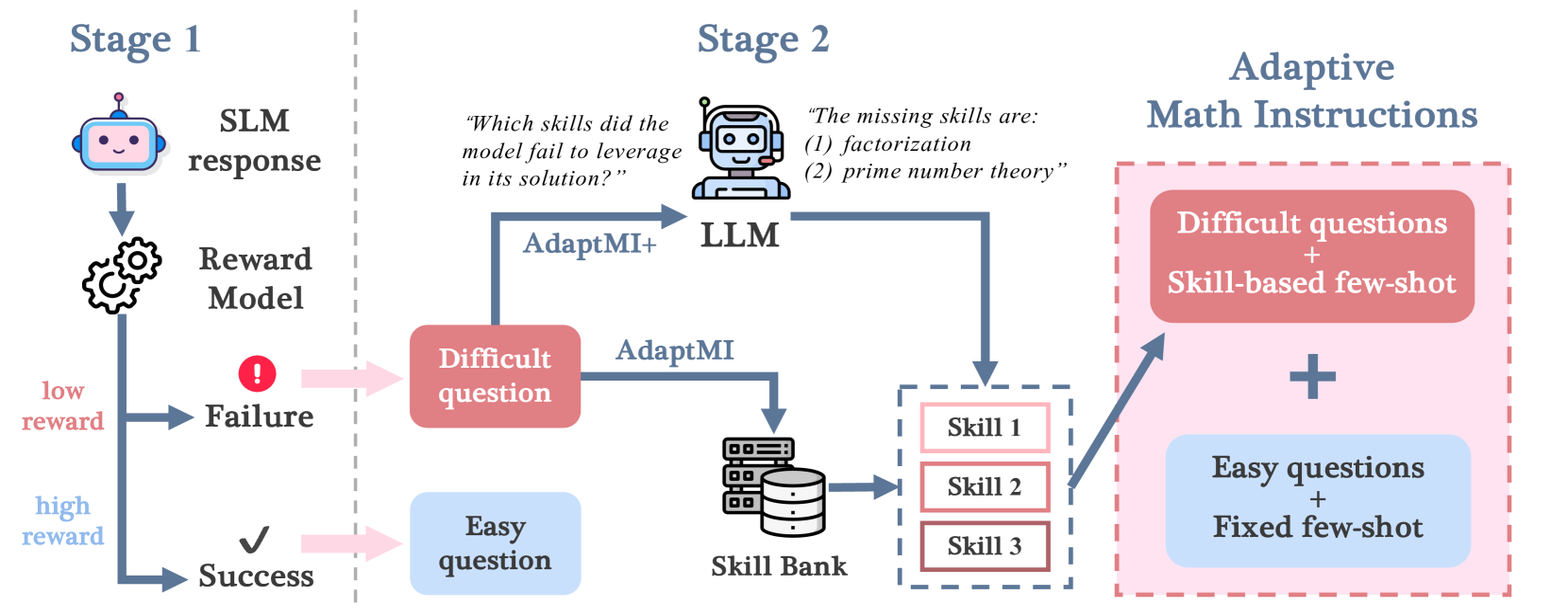 Stage 1
SLM
response
Reward
Model
low
reward
Failure
high
reward
Success
Stage 2
“Which skills did the
model fail to leverage
in its solution?”
LLM
“The missing skills are:
(1) factorization
(2) prime number theory”
AdaptMI+
Difficult
question
AdaptMI
Easy
question
Skill Bank
Skill 1
Skill 2
Skill 3
Adaptive
Math Instructions
Difficult questions
+
Skill-based few-shot
+
Easy questions
+
Fixed few-shot